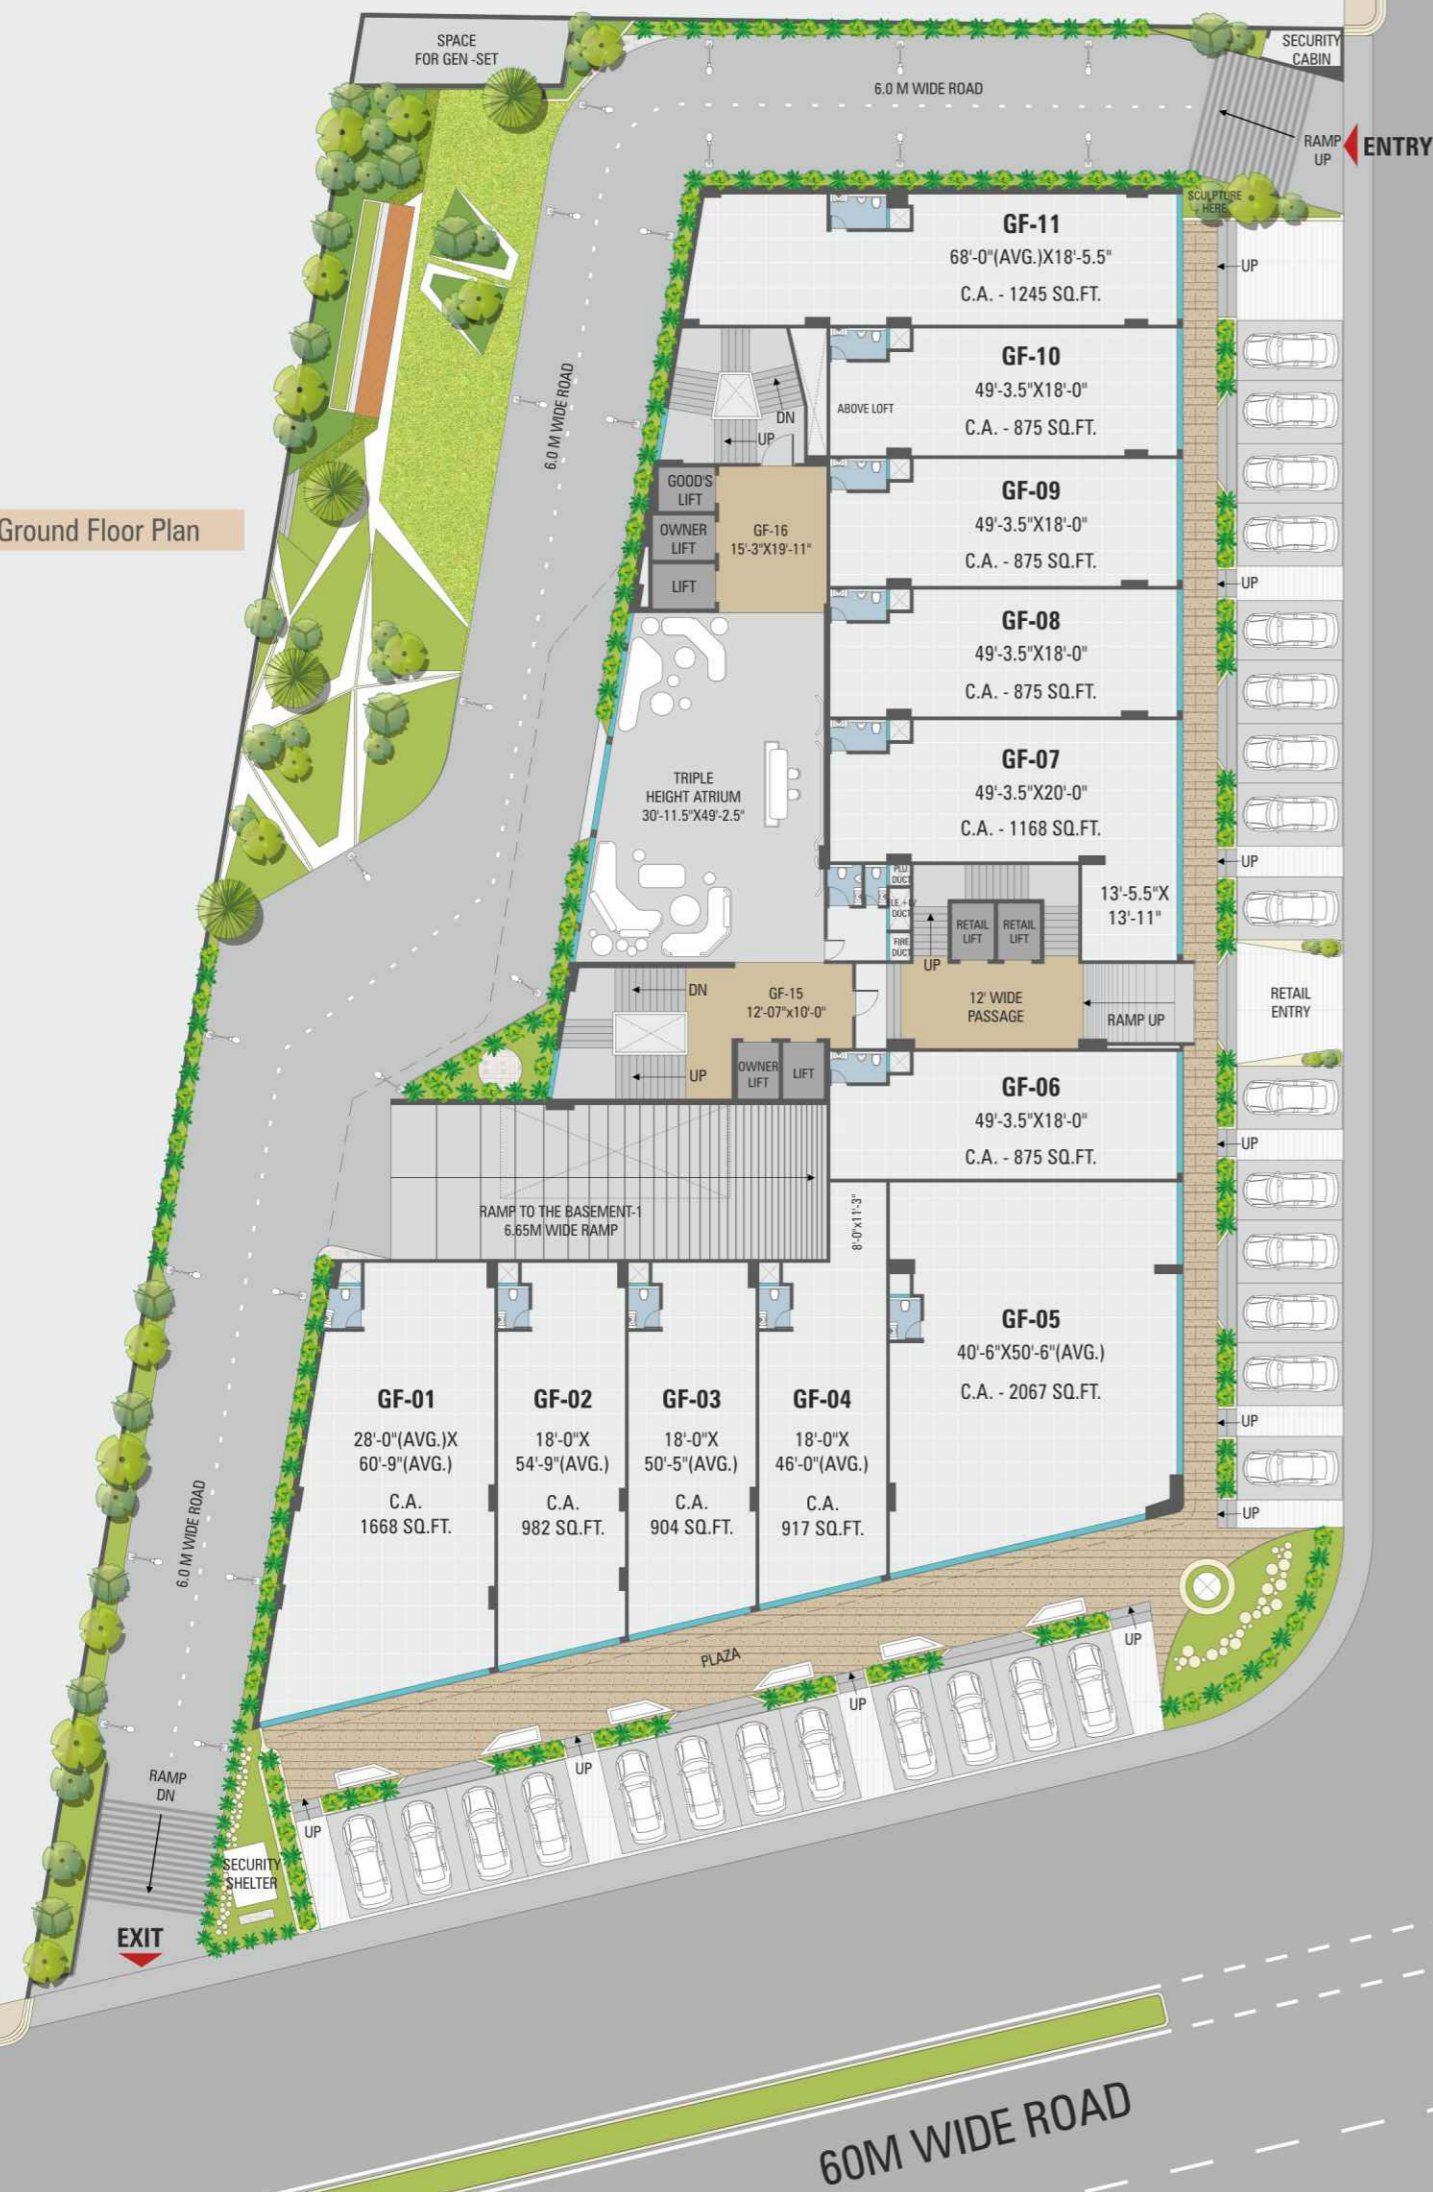 SPACE
FOR GEN -SET
SECURITY
CABIN
6.0 M WIDE ROAD
RAMP
UP
ENTRY
SCULPTURE
HERE
GF-11
68'-0"(AVG.)X18'-5.5"
C.A. - 1245 SQ.FT.
UP
GF-10
49'-3.5"X18'-0"
C.A. - 875 SQ.FT.
ABOVE LOFT
DN
UP
6.0 M WIDE ROAD
GOOD'S
LIFT
OWNER
LIFT
LIFT
GF-16
15'-3"X19'-11"
GF-09
49'-3.5"X18'-0"
C.A. - 875 SQ.FT.
Ground Floor Plan
UP
GF-08
49'-3.5"X18'-0"
C.A. - 875 SQ.FT.
GF-07
49'-3.5"X20'-0"
C.A. - 1168 SQ.FT.
TRIPLE
HEIGHT ATRIUM
30'-11.5"X49'-2.5"
UP
PLU.
DUCT
DUCT
FIRE
DUCT
UP
RETAIL
LIFT
RETAIL
LIFT
13'-5.5"X
13'-11"
DN
GF-15
12'-07"x10'-0"
12' WIDE
PASSAGE
RAMP UP
RETAIL
ENTRY
UP
OWNER
LIFT
LIFT
GF-06
49'-3.5"X18'-0"
C.A. - 875 SQ.FT.
UP
RAMP TO THE BASEMENT-1
6.65M WIDE RAMP
8'-0"x11'-3"
GF-05
40'-6"X50'-6"(AVG.)
C.A. - 2067 SQ.FT.
GF-01
28'-0"(AVG.)X
60'-9"(AVG.)
C.A.
1668 SQ.FT.
GF-02
18'-0"X
54'-9"(AVG.)
C.A.
982 SQ.FT.
GF-03
18'-0"X
50'-5"(AVG.)
C.A.
904 SQ.FT.
GF-04
18'-0"X
46'-0"(AVG.)
C.A.
917 SQ.FT.
UP
UP
6.0 M WIDE ROAD
PLAZA
UP
UP
UP
UP
RAMP
DN
SECURITY
SHELTER
EXIT
60M WIDE ROAD